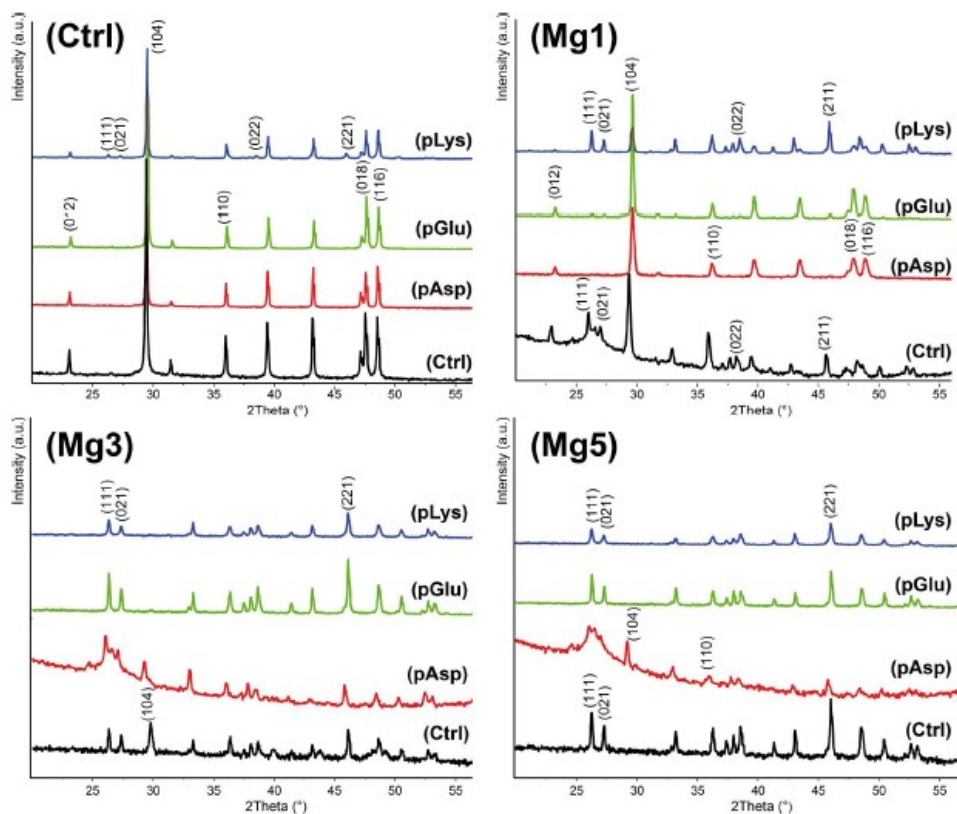 (Ctrl)
Intensity (a.u.)
(104)
(111)
(021)
(022)
(221)
(pLys)
(0^2)
(110)
(018)
(116)
(pGlu)
(pAsp)
(Ctrl)
25 30 35 40 45 50 55
2Theta (°)
(Mg1)
Intensity (a.u.)
(111)
(021)
(104)
(022)
(211)
(pLys)
(012)
(pGlu)
(110)
(018)
(116)
(pAsp)
(111)
(021)
(022)
(211)
(Ctrl)
25 30 35 40 45 50 55
2Theta (°)
(Mg3)
Intensity (a.u.)
(111)
(021)
(221)
(pLys)
(pGlu)
(pAsp)
(104)
(Ctrl)
25 30 35 40 45 50 55
2Theta (°)
(Mg5)
Intensity (a.u.)
(111)
(021)
(221)
(pLys)
(pGlu)
(104)
(110)
(pAsp)
(111)
(021)
(Ctrl)
25 30 35 40 45 50 55
2Theta (°)